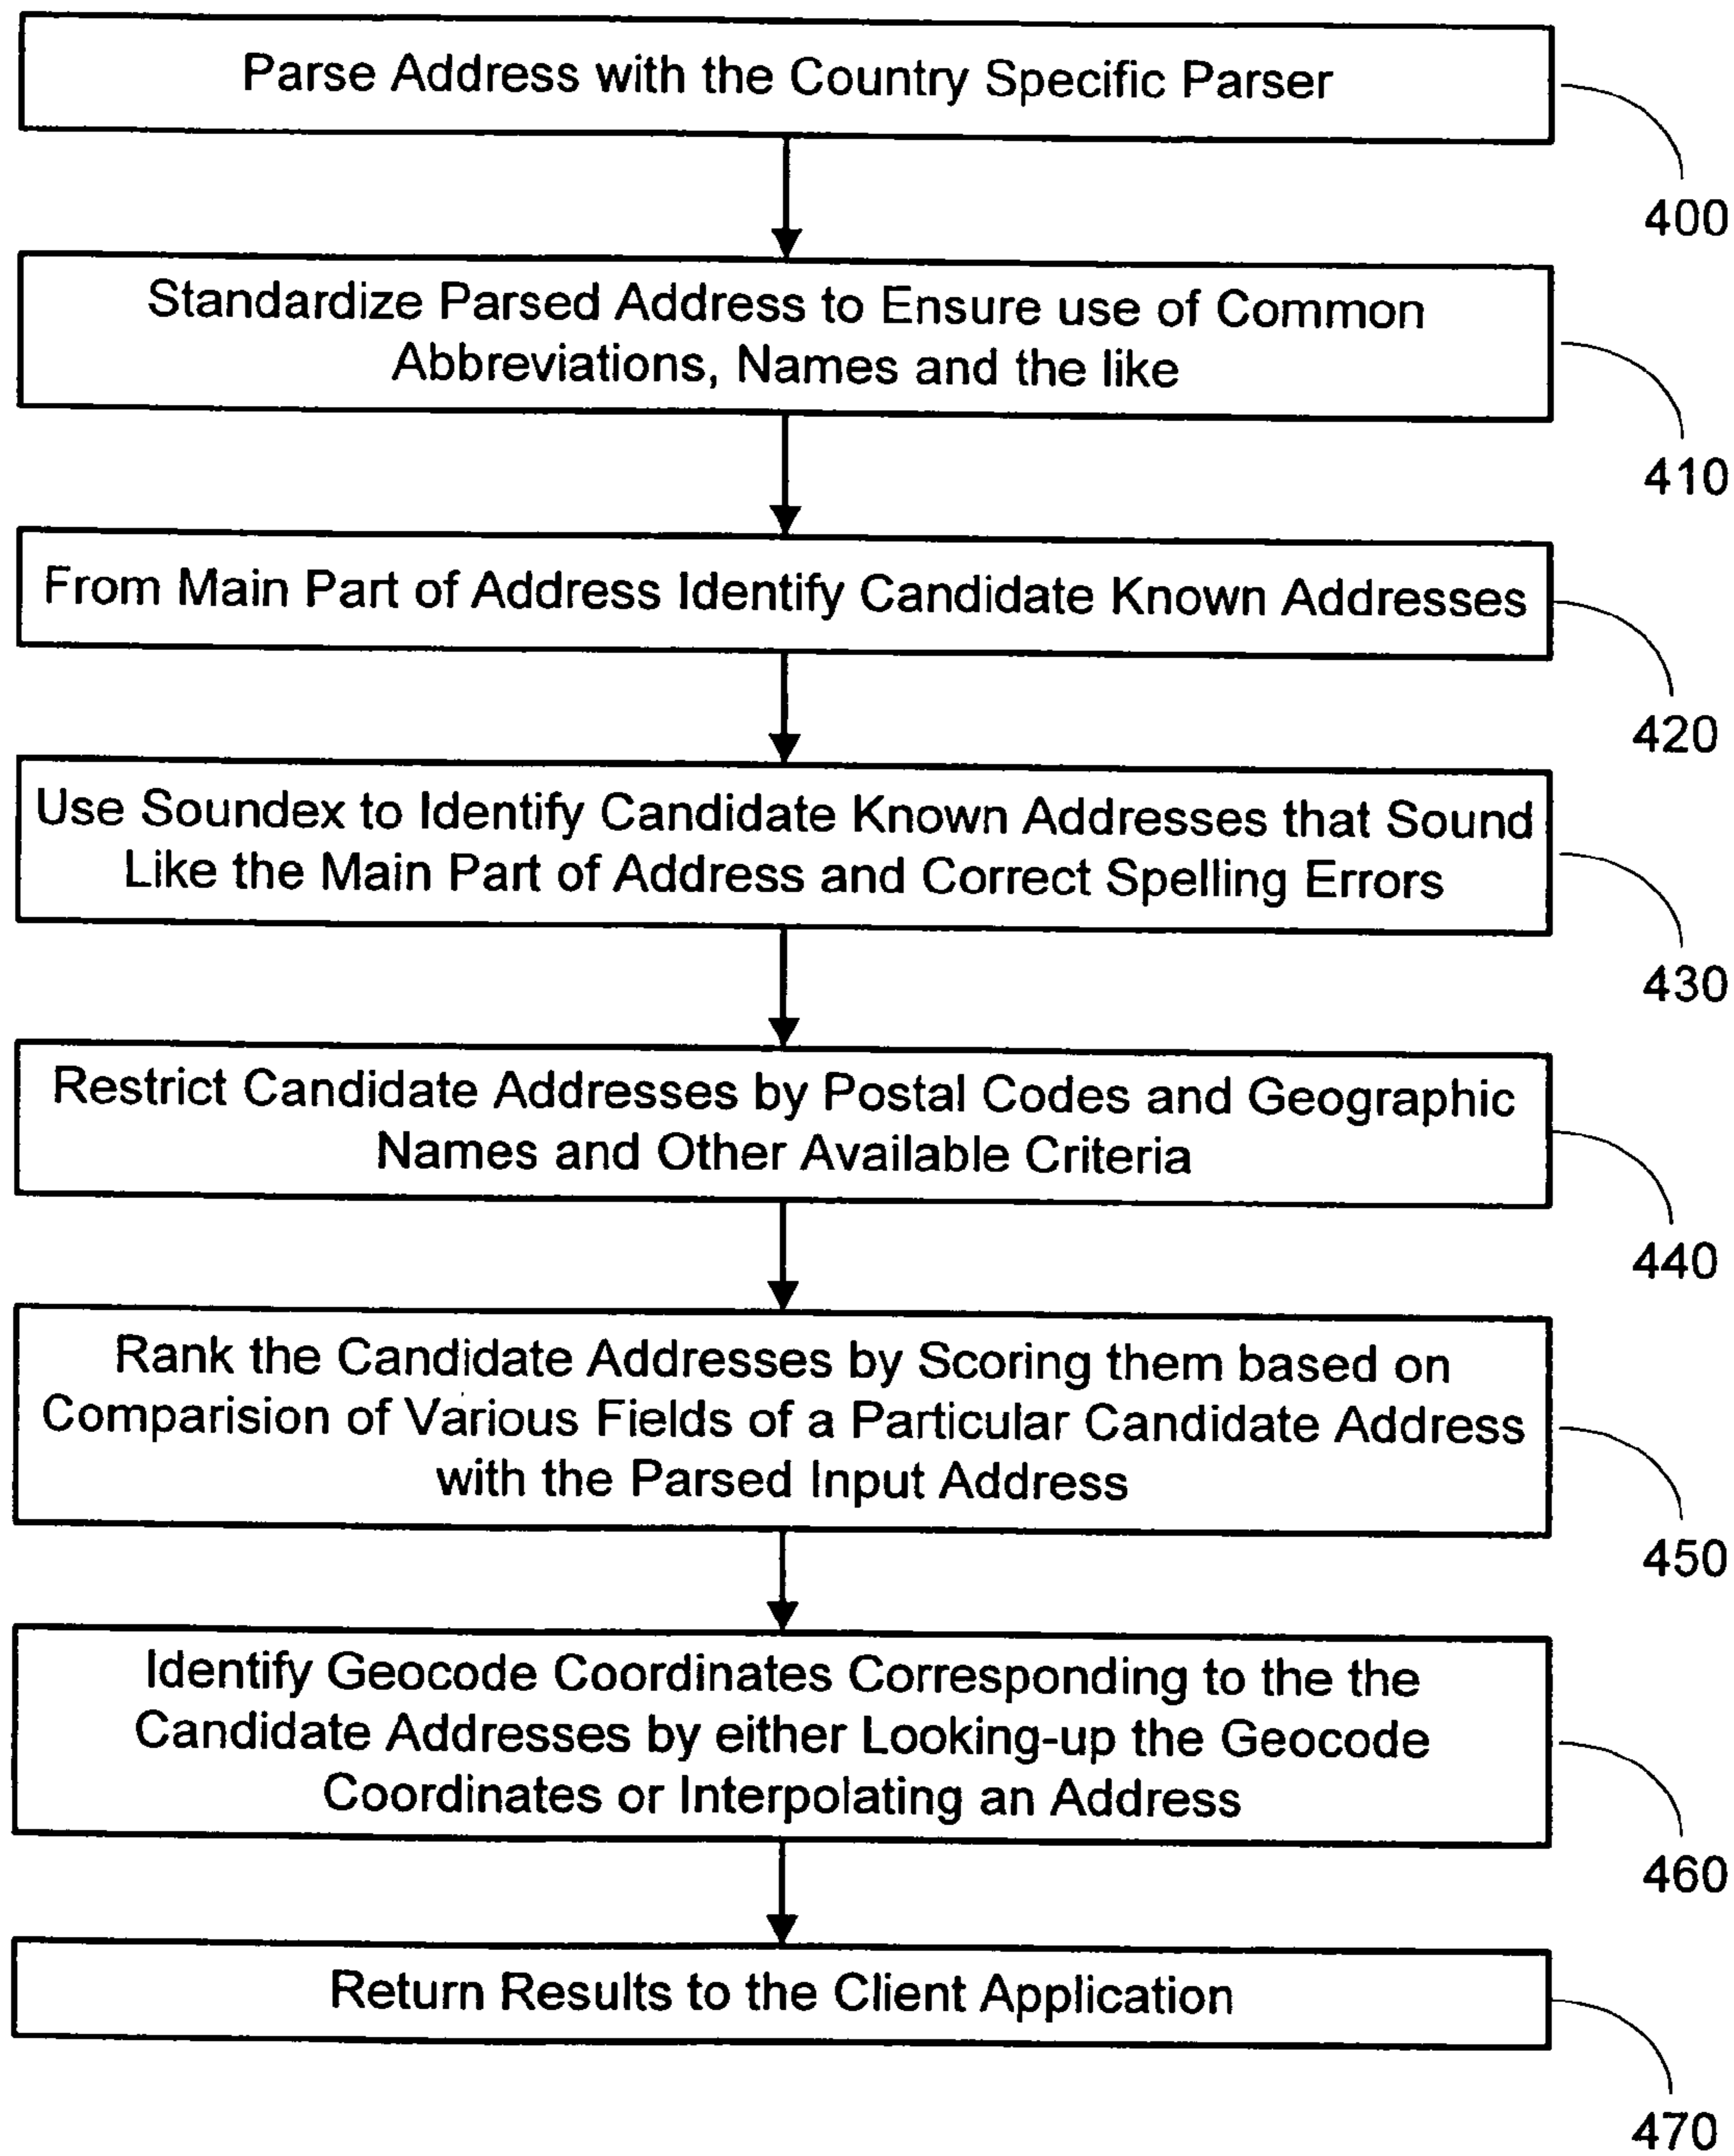 Parse Address with the Country Specific Parser
400
Standardize Parsed Address to Ensure use of Common
Abbreviations, Names and the like
410
From Main Part of Address Identify Candidate Known Addresses
420
Use Soundex to Identify Candidate Known Addresses that Sound
Like the Main Part of Address and Correct Spelling Errors
430
Restrict Candidate Addresses by Postal Codes and Geographic
Names and Other Available Criteria
440
Rank the Candidate Addresses by Scoring them based on
Comparision of Various Fields of a Particular Candidate Address
with the Parsed Input Address
450
Identify Geocode Coordinates Corresponding to the the
Candidate Addresses by either Looking-up the Geocode
Coordinates or Interpolating an Address
460
Return Results to the Client Application
470